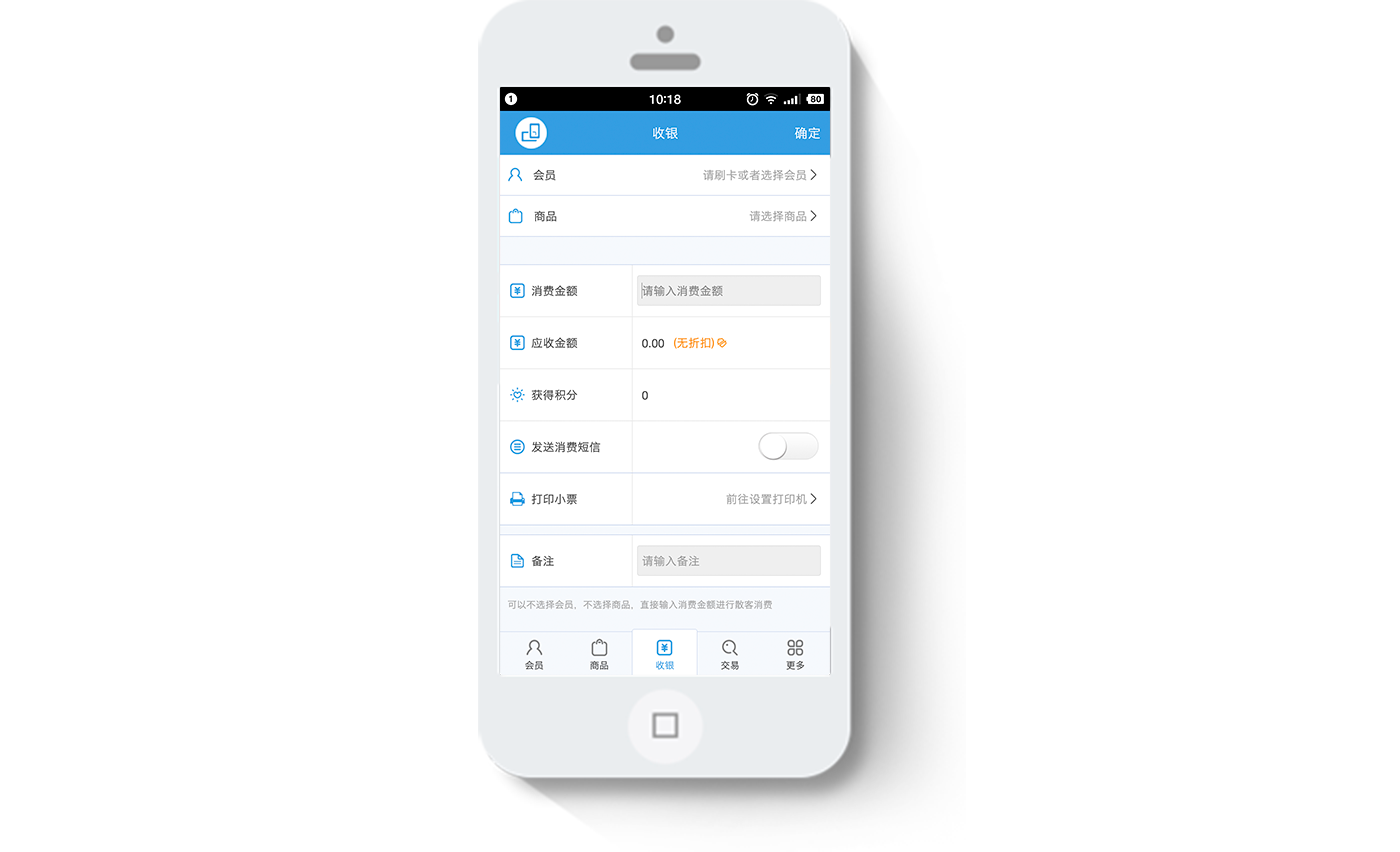 1 10:18 80
收银 确定
会员 请刷卡或者选择会员
商品 请选择商品
消费金额 请输入消费金额
应收金额 0.00 (无折扣)
获得积分 0
发送消费短信
打印小票 前往设置打印机
备注 请输入备注
可以不选择会员，不选择商品，直接输入消费金额进行散客消费
会员 商品 收银 交易 更多